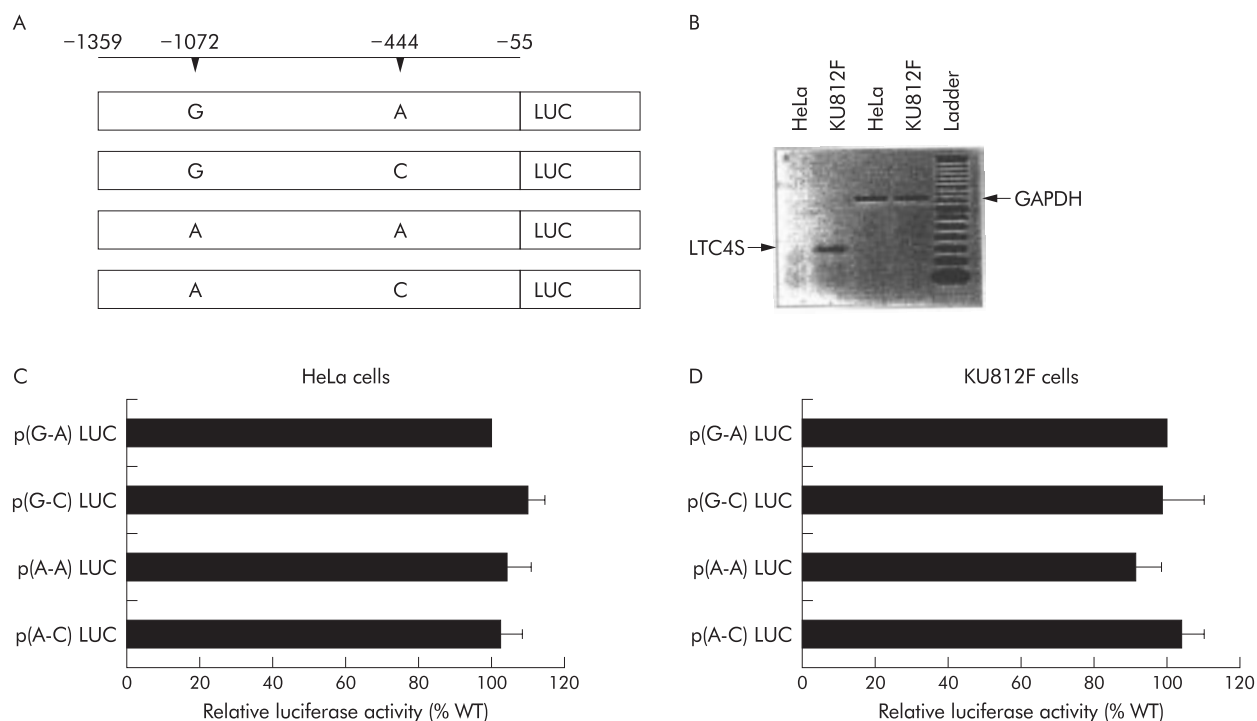 A
−1359 −1072 −444 −55
G A LUC
G C LUC
A A LUC
A C LUC
B
HeLa
KU812F
HeLa
KU812F
Ladder
GAPDH
LTC4S
C
HeLa cells
p(G-A) LUC
p(G-C) LUC
p(A-A) LUC
p(A-C) LUC
0 20 40 60 80 100 120
Relative luciferase activity (% WT)
D
KU812F cells
p(G-A) LUC
p(G-C) LUC
p(A-A) LUC
p(A-C) LUC
0 20 40 60 80 100 120
Relative luciferase activity (% WT)